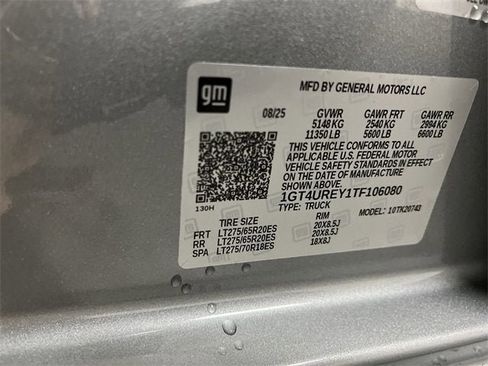 gm
MFD BY GENERAL MOTORS LLC
08/25 GVWR GAWR FRT GAWR RR
5148 KG 2540 KG 2994 KG
11350 LB 5600 LB 6600 LB
THIS VEHICLE CONFORMS TO ALL
APPLICABLE U.S. FEDERAL MOTOR
VEHICLE SAFETY STANDARDS IN EFFECT
ON THE DATE OF MANUFACTURE
SHOWN ABOVE.
1GT4UREY1TF106080
130H TYPE: TRUCK MODEL: 10TK20743
TIRE SIZE RIM
FRT LT275/65R20ES 20X8.5J
RR LT275/65R20ES 20X8.5J
SPA LT275/70R18ES 18X8J